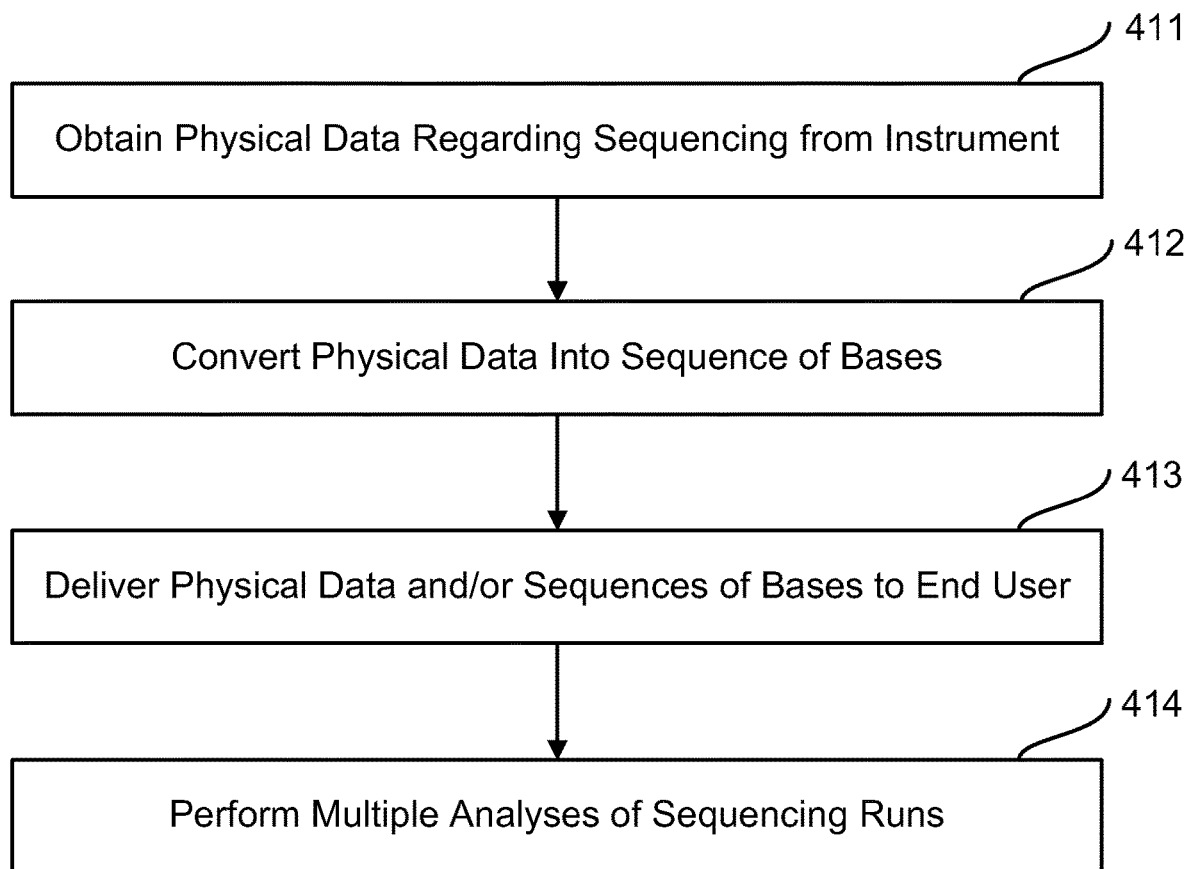 411
Obtain Physical Data Regarding Sequencing from Instrument
412
Convert Physical Data Into Sequence of Bases
413
Deliver Physical Data and/or Sequences of Bases to End User
414
Perform Multiple Analyses of Sequencing Runs